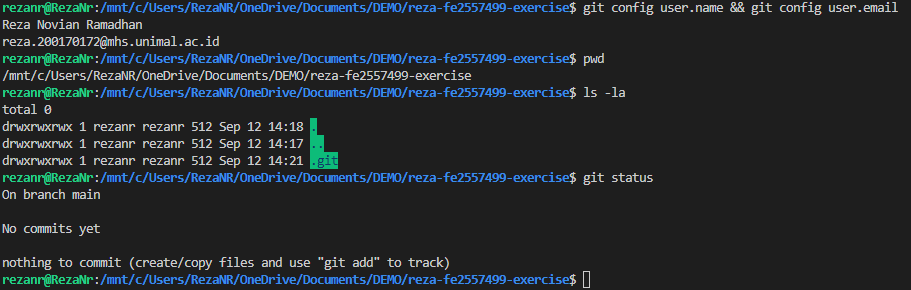 rezanr@RezaNr:/mnt/c/Users/RezaNR/OneDrive/Documents/DEMO/reza-fe2557499-exercise$ git config user.name && git config user.email
Reza Novian Ramadhan
reza.200170172@mhs.unimal.ac.id
rezanr@RezaNr:/mnt/c/Users/RezaNR/OneDrive/Documents/DEMO/reza-fe2557499-exercise$ pwd
/mnt/c/Users/RezaNR/OneDrive/Documents/DEMO/reza-fe2557499-exercise
rezanr@RezaNr:/mnt/c/Users/RezaNR/OneDrive/Documents/DEMO/reza-fe2557499-exercise$ ls -la
total 0
drwxrwxrwx 1 rezanr rezanr 512 Sep 12 14:18 .
drwxrwxrwx 1 rezanr rezanr 512 Sep 12 14:17 ..
drwxrwxrwx 1 rezanr rezanr 512 Sep 12 14:21 .git
rezanr@RezaNr:/mnt/c/Users/RezaNR/OneDrive/Documents/DEMO/reza-fe2557499-exercise$ git status
On branch main
No commits yet
nothing to commit (create/copy files and use "git add" to track)
rezanr@RezaNr:/mnt/c/Users/RezaNR/OneDrive/Documents/DEMO/reza-fe2557499-exercise$